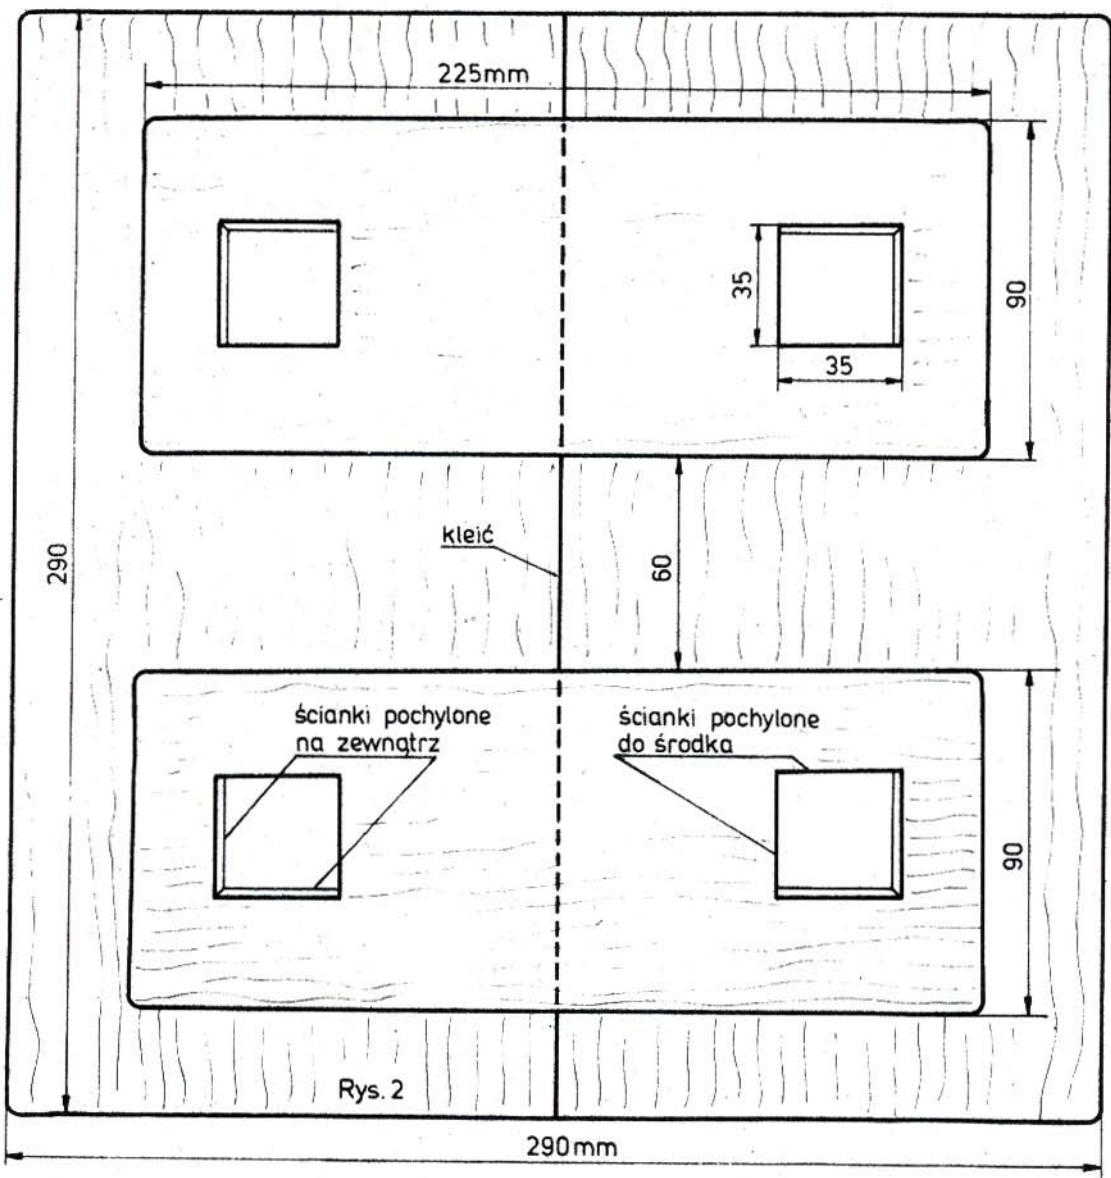 225mm
35
35
90
290
kleić
60
ścianki pochylone
na zewnątrz
ścianki pochylone
do środka
90
Rys. 2
290mm